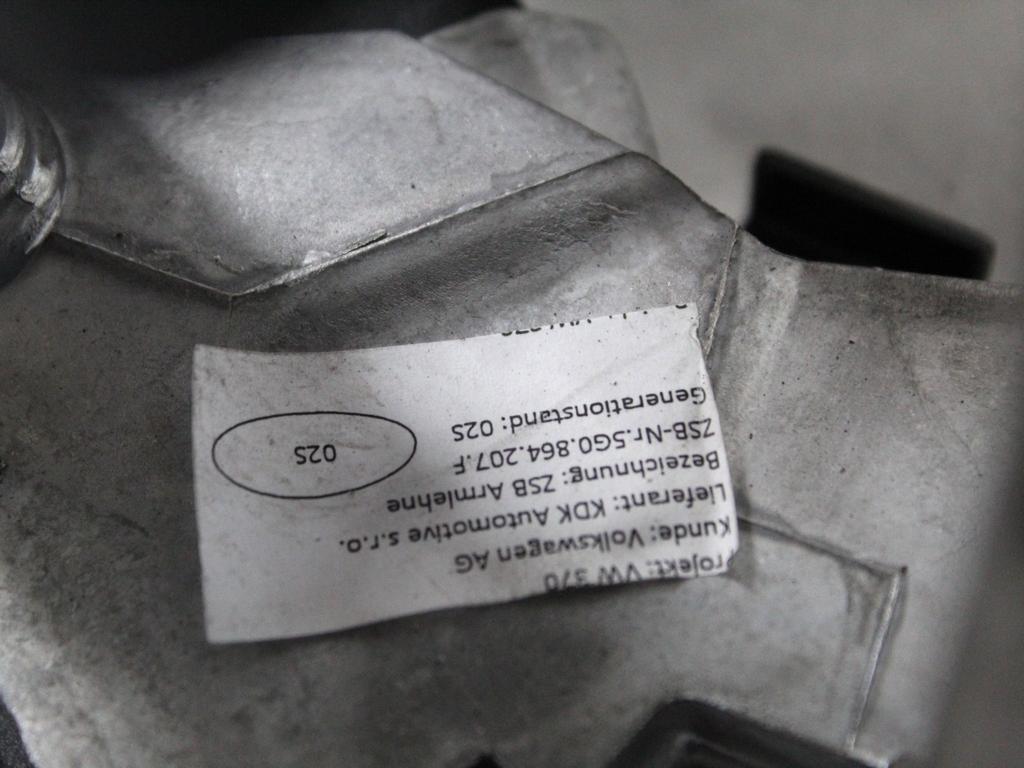 rojekt: VW 370
Kunde: Volkswagen AG
Lieferant: KDK Automotive s.r.o.
Bezeichnung: ZSB Armlehne
ZSB-Nr.5G0.864.207.F
Generationstand: 02S
02S